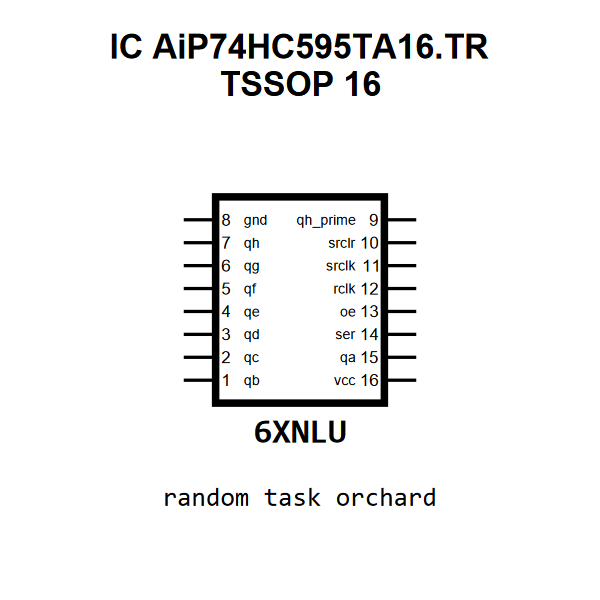 IC AiP74HC595TA16.TR
TSSOP 16
8 gnd qh_prime 9
7 qh srclr 10
6 qg srclk 11
5 qf rclk 12
4 qe oe 13
3 qd ser 14
2 qc qa 15
1 qb vcc 16
6XNLU
random task orchard